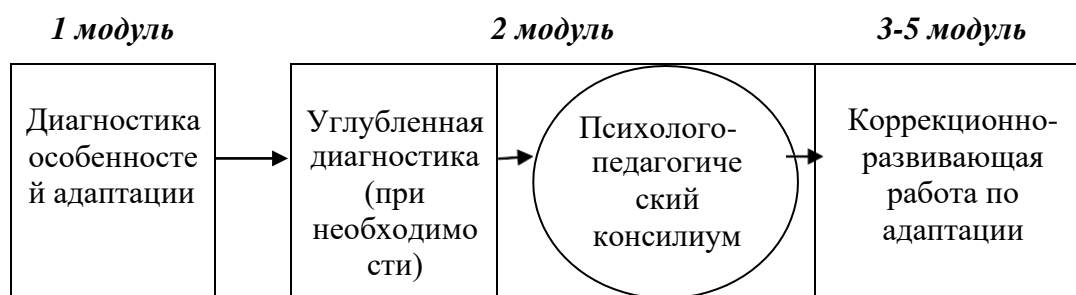 1 модуль
2 модуль
3-5 модуль
Диагностика
особенносте
й адаптации
Углубленная
диагностика
(при
необходимо
сти)
Психолого-
педагогиче
ский
консилиум
Коррекционно-
развивающая
работа по
адаптации